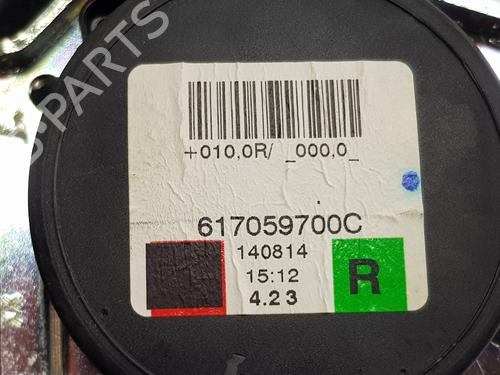 B-PARTS
+010,0R/ _000,0_
617059700C
140814
15:12
4.23
R